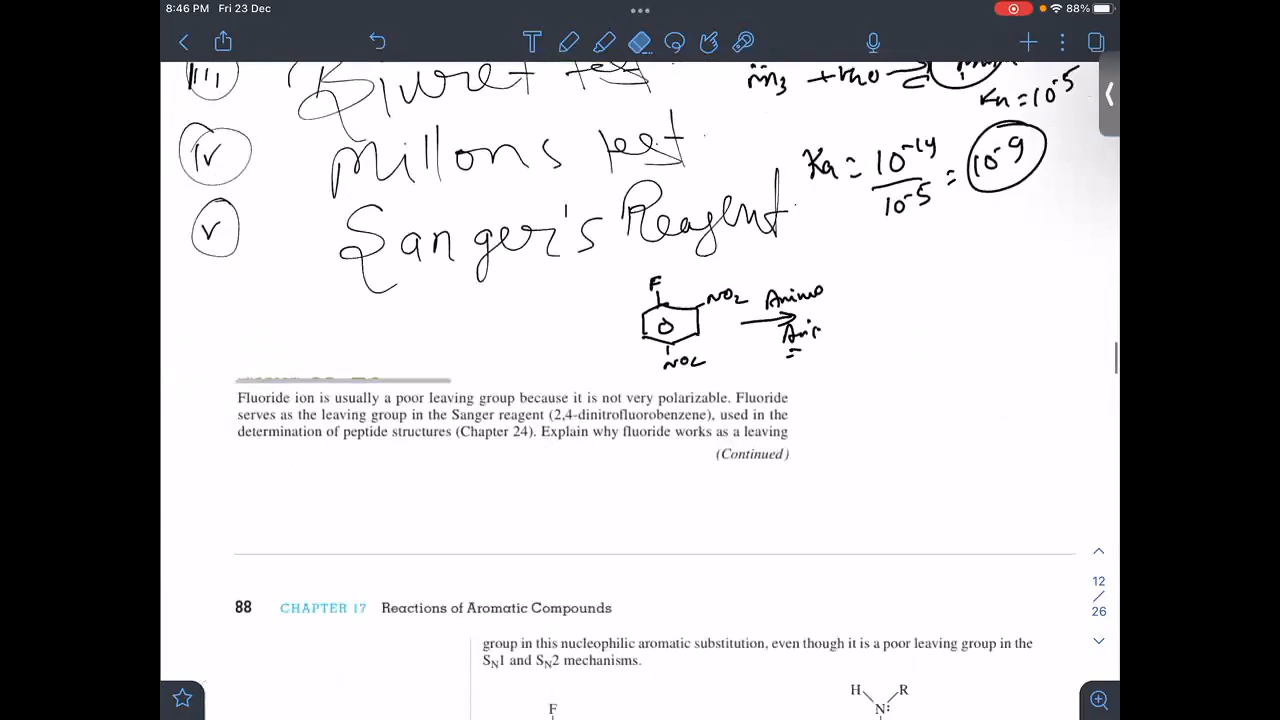 8:46 PM Fri 23 Dec
88%
iii Biuret test
NH3 + H2O
Ka = 10-5
iv Millons test
Ka = 10-14 / 10-5 = 10-9
v Sanger's Reagent
F
NO2
Amino
NO2
Fluoride ion is usually a poor leaving group because it is not very polarizable. Fluoride
serves as the leaving group in the Sanger reagent (2,4-dinitrofluorobenzene), used in the
determination of peptide structures (Chapter 24). Explain why fluoride works as a leaving
(Continued)
12
/
26
88 CHAPTER 17 Reactions of Aromatic Compounds
group in this nucleophilic aromatic substitution, even though it is a poor leaving group in the
SN1 and SN2 mechanisms.
H R
N:
F